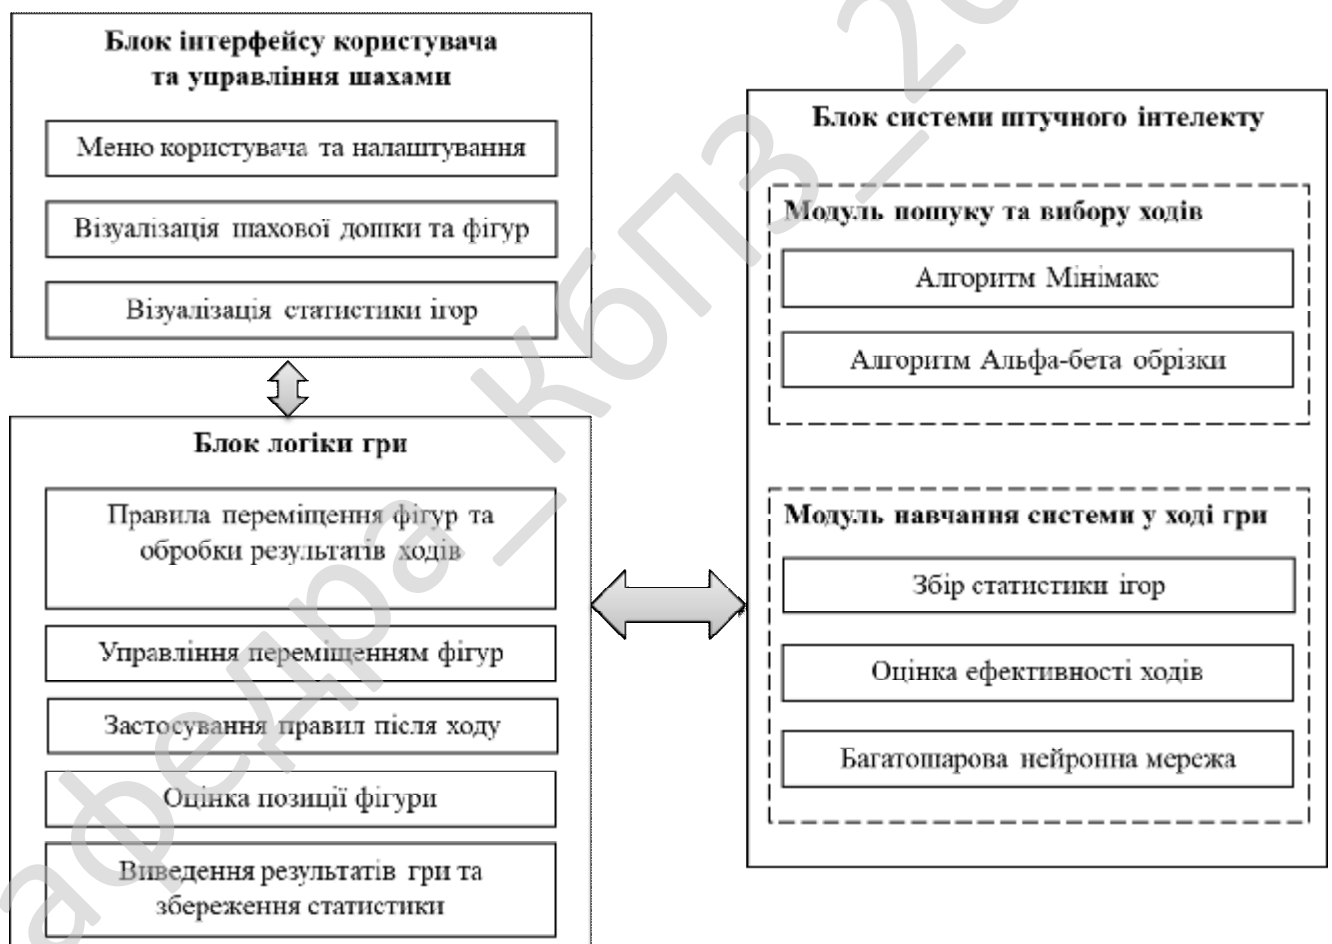 Блок інтерфейсу користувача
та управління шахами
Меню користувача та налаштування
Візуалізація шахової дошки та фігур
Візуалізація статистики ігор
Блок логіки гри
Правила переміщення фігур та
обробки результатів ходів
Управління переміщенням фігур
Застосування правил після ходу
Оцінка позиції фігури
Виведення результатів гри та
збереження статистики
Блок системи штучного інтелекту
Модуль пошуку та вибору ходів
Алгоритм Мінімакс
Алгоритм Альфа-бета обрізки
Модуль навчання системи у ході гри
Збір статистики ігор
Оцінка ефективності ходів
Багатошарова нейронна мережа